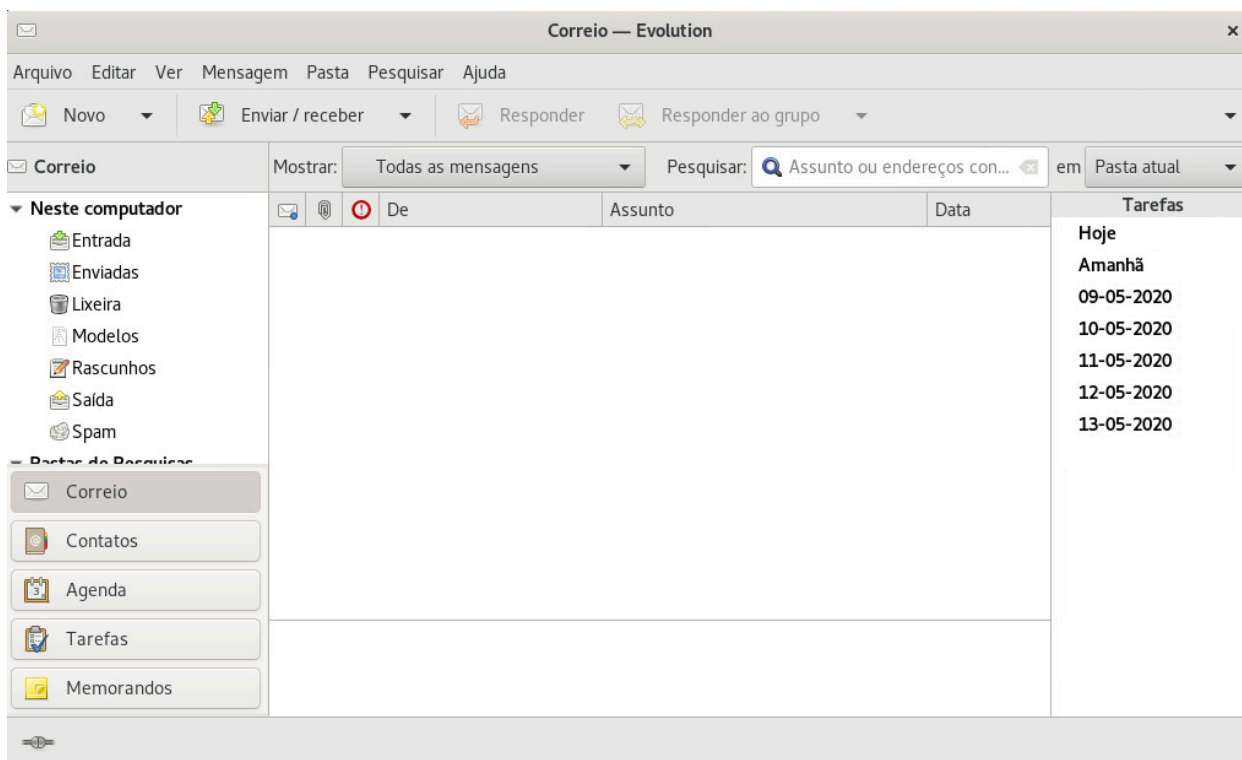 Correio — Evolution
Arquivo Editar Ver Mensagem Pasta Pesquisar Ajuda
Novo Enviar / receber Responder Responder ao grupo
Correio Mostrar: Todas as mensagens Pesquisar: Assunto ou endereços con... em Pasta atual
Neste computador
Entrada
Enviadas
Lixeira
Modelos
Rascunhos
Saída
Spam
Pastas de Pesquisas
Correio
Contatos
Agenda
Tarefas
Memorandos
De Assunto Data
Tarefas
Hoje
Amanhã
09-05-2020
10-05-2020
11-05-2020
12-05-2020
13-05-2020